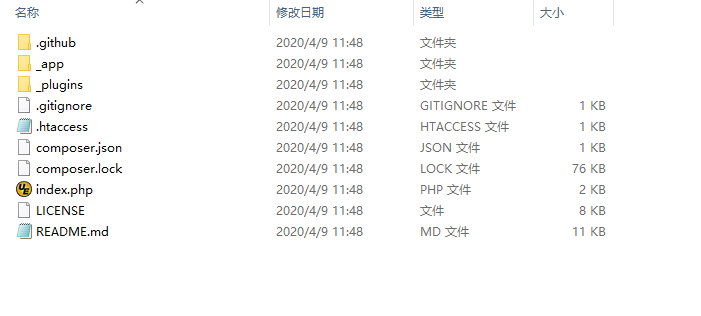 名称 修改日期 类型 大小
.github 2020/4/9 11:48 文件夹
_app 2020/4/9 11:48 文件夹
_plugins 2020/4/9 11:48 文件夹
.gitignore 2020/4/9 11:48 GITIGNORE 文件 1 KB
.htaccess 2020/4/9 11:48 HTACCESS 文件 1 KB
composer.json 2020/4/9 11:48 JSON 文件 1 KB
composer.lock 2020/4/9 11:48 LOCK 文件 76 KB
index.php 2020/4/9 11:48 PHP 文件 2 KB
LICENSE 2020/4/9 11:48 文件 8 KB
README.md 2020/4/9 11:48 MD 文件 11 KB